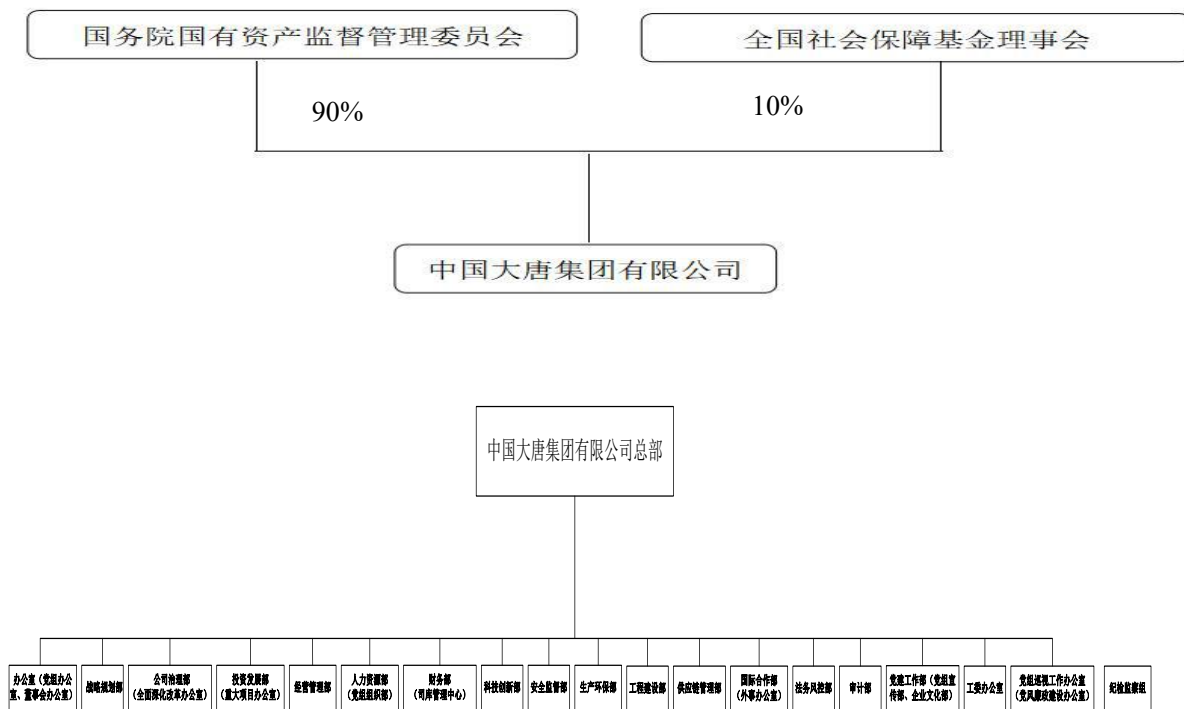 国务院国有资产监督管理委员会
全国社会保障基金理事会
90%
10%
中国大唐集团有限公司
中国大唐集团有限公司总部
办公室（党组办公
室、董事会办公室）
战略规划部
公司治理部
（全面深化改革办公室）
投资发展部
（重大项目办公室）
经营管理部
人力资源部
（党组组织部）
财务部
（司库管理中心）
科技创新部
安全监督部
生产环保部
工程建设部
供应链管理部
国际合作部
（外事办公室）
法务风控部
审计部
党建工作部（党组宣
传部、企业文化部）
工委办公室
党组巡视工作办公室
（党风廉政建设办公室）
纪检监察组